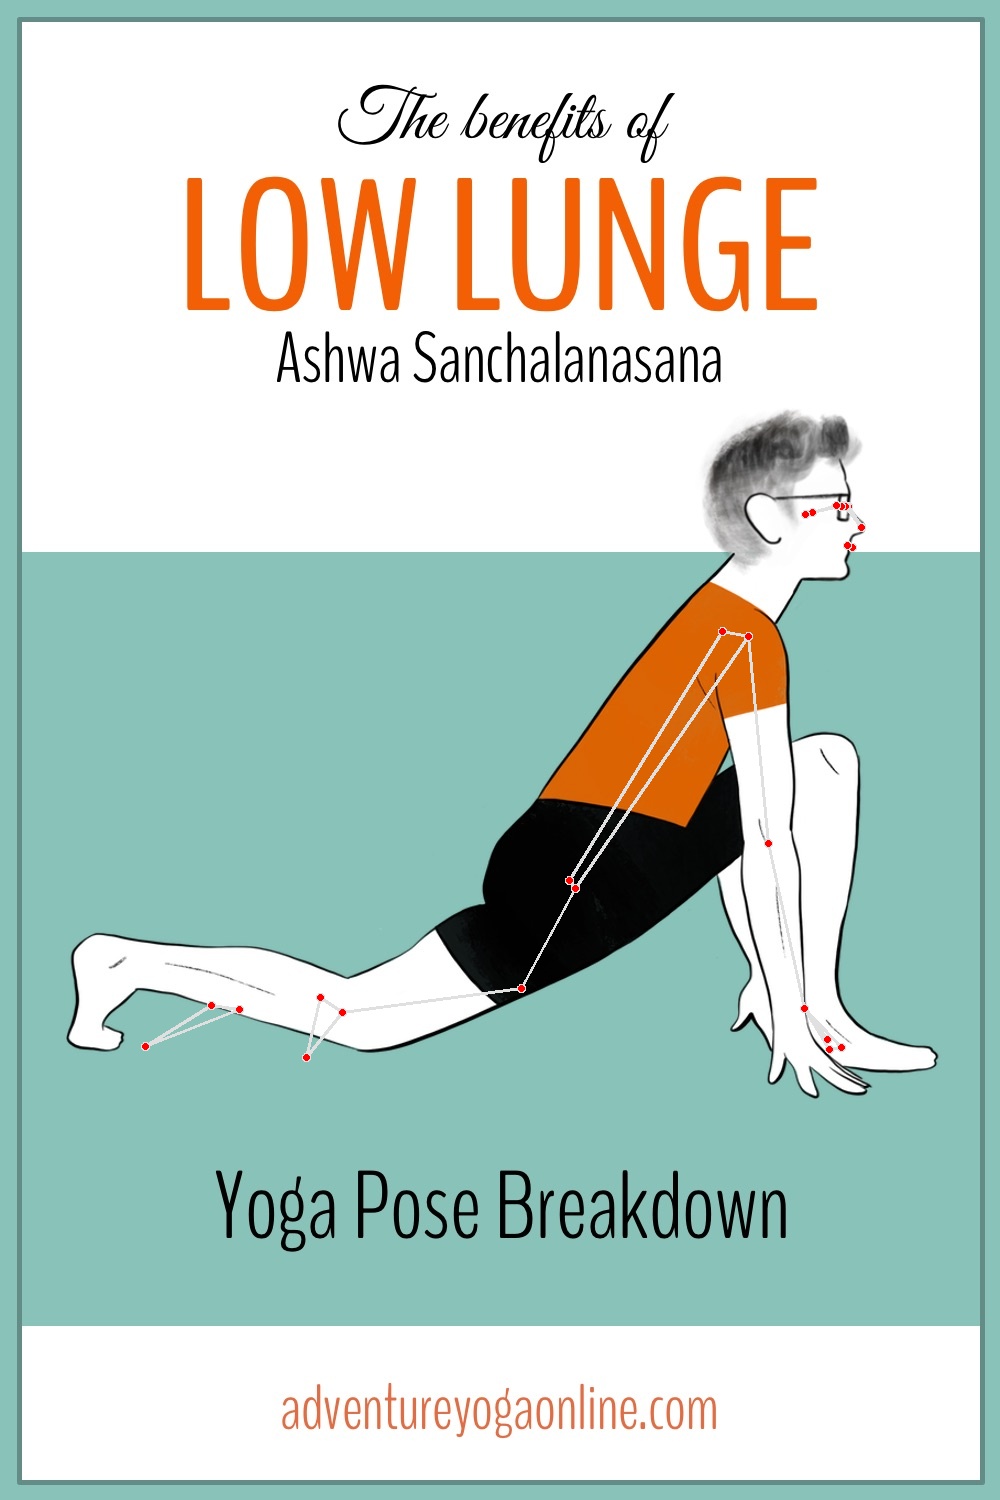 The benefits of
LOW LUNGE
Ashwa Sanchalanasana
Yoga Pose Breakdown
adventureyogaonline.com